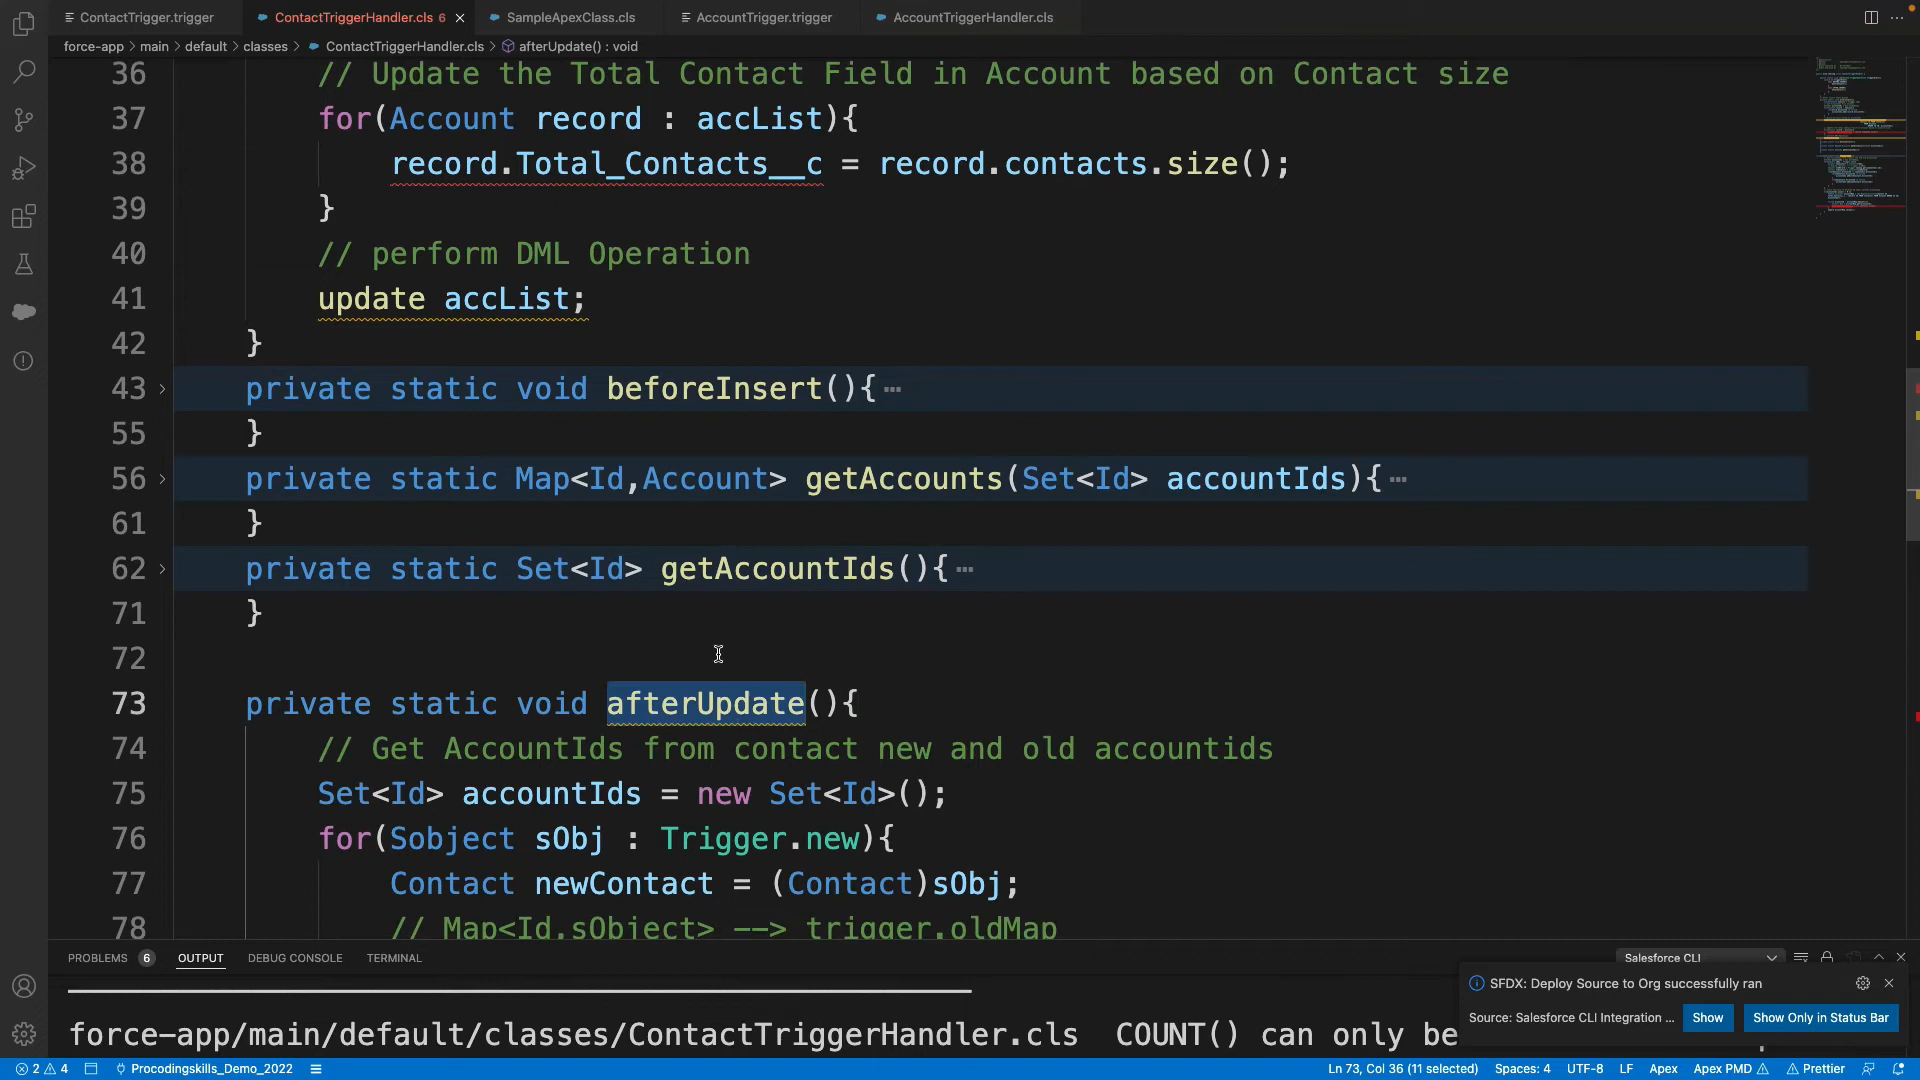 ContactTrigger.trigger ContactTriggerHandler.cls 6 SampleApexClass.cls AccountTrigger.trigger AccountTriggerHandler.cls
force-app > main > default > classes > ContactTriggerHandler.cls > afterUpdate() : void
36 // Update the Total Contact Field in Account based on Contact size
37 for(Account record : accList){
38 record.Total_Contacts__c = record.contacts.size();
39 }
40 // perform DML Operation
41 update accList;
42 }
43 private static void beforeInsert(){
55 }
56 private static Map<Id,Account> getAccounts(Set<Id> accountIds){
61 }
62 private static Set<Id> getAccountIds(){
71 }
72
73 private static void afterUpdate(){
74 // Get AccountIds from contact new and old accountids
75 Set<Id> accountIds = new Set<Id>();
76 for(Sobject sObj : Trigger.new){
77 Contact newContact = (Contact)sObj;
78 // Map<Id,sObject> --> trigger.oldMap
PROBLEMS 6 OUTPUT DEBUG CONSOLE TERMINAL Salesforce CLI
SFDX: Deploy Source to Org successfully ran
Source: Salesforce CLI Integration ... Show Show Only in Status Bar
force-app/main/default/classes/ContactTriggerHandler.cls COUNT() can only be
2 4 Procodingskills_Demo_2022 Ln 73, Col 36 (11 selected) Spaces: 4 UTF-8 LF Apex Apex PMD Prettier